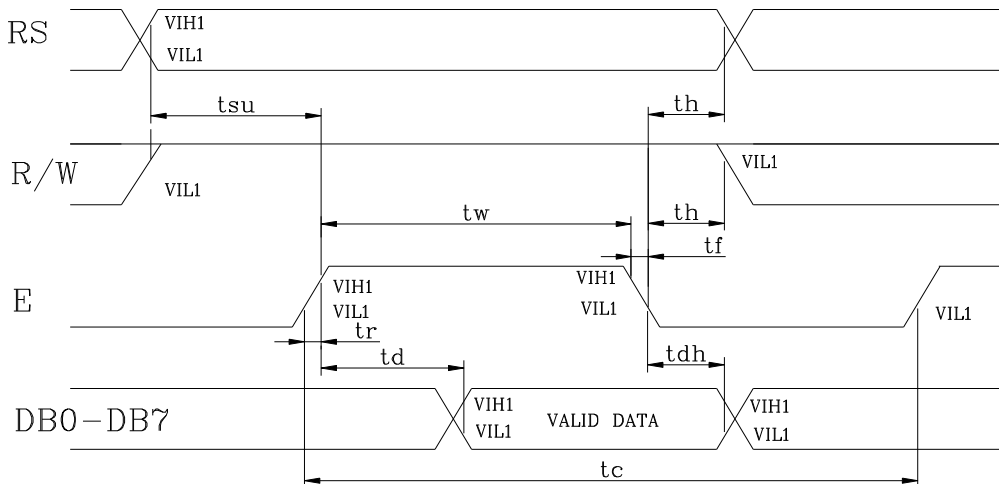 RS
VIH1
VIL1
tsu
th
R/W
VIL1
VIL1
tw
th
tf
E
VIH1
VIL1
VIH1
VIL1
VIL1
tr
td
tdh
DB0-DB7
VIH1
VIL1
VALID DATA
VIH1
VIL1
tc